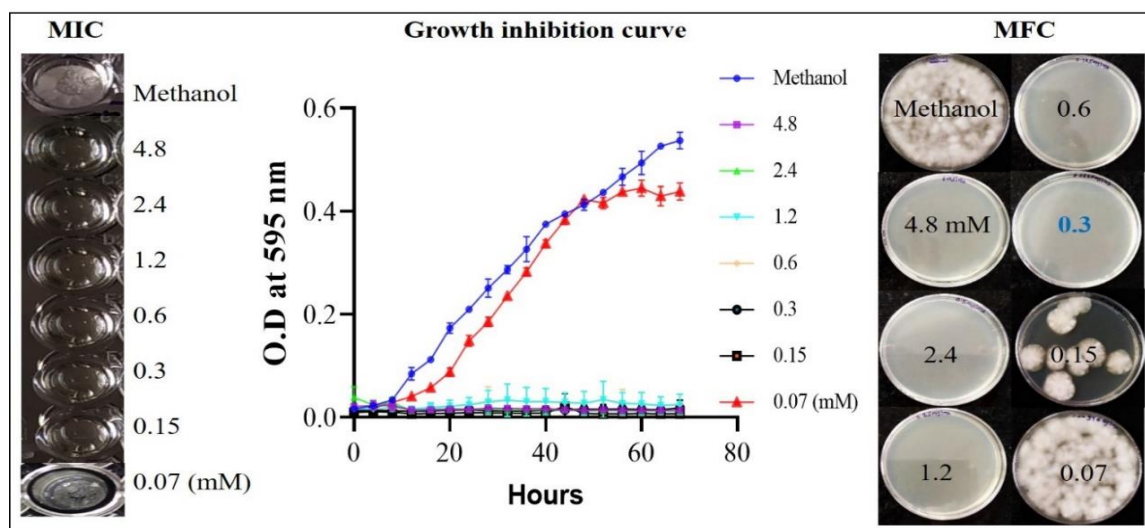 MIC
Methanol
4.8
2.4
1.2
0.6
0.3
0.15
0.07 (mM)
Growth inhibition curve
O.D at 595 nm
0.6
0.4
0.2
0.0
0
20
40
60
80
Hours
Methanol
4.8
2.4
1.2
0.6
0.3
0.15
0.07 (mM)
MFC
Methanol
0.6
4.8 mM
0.3
2.4
0.15
1.2
0.07